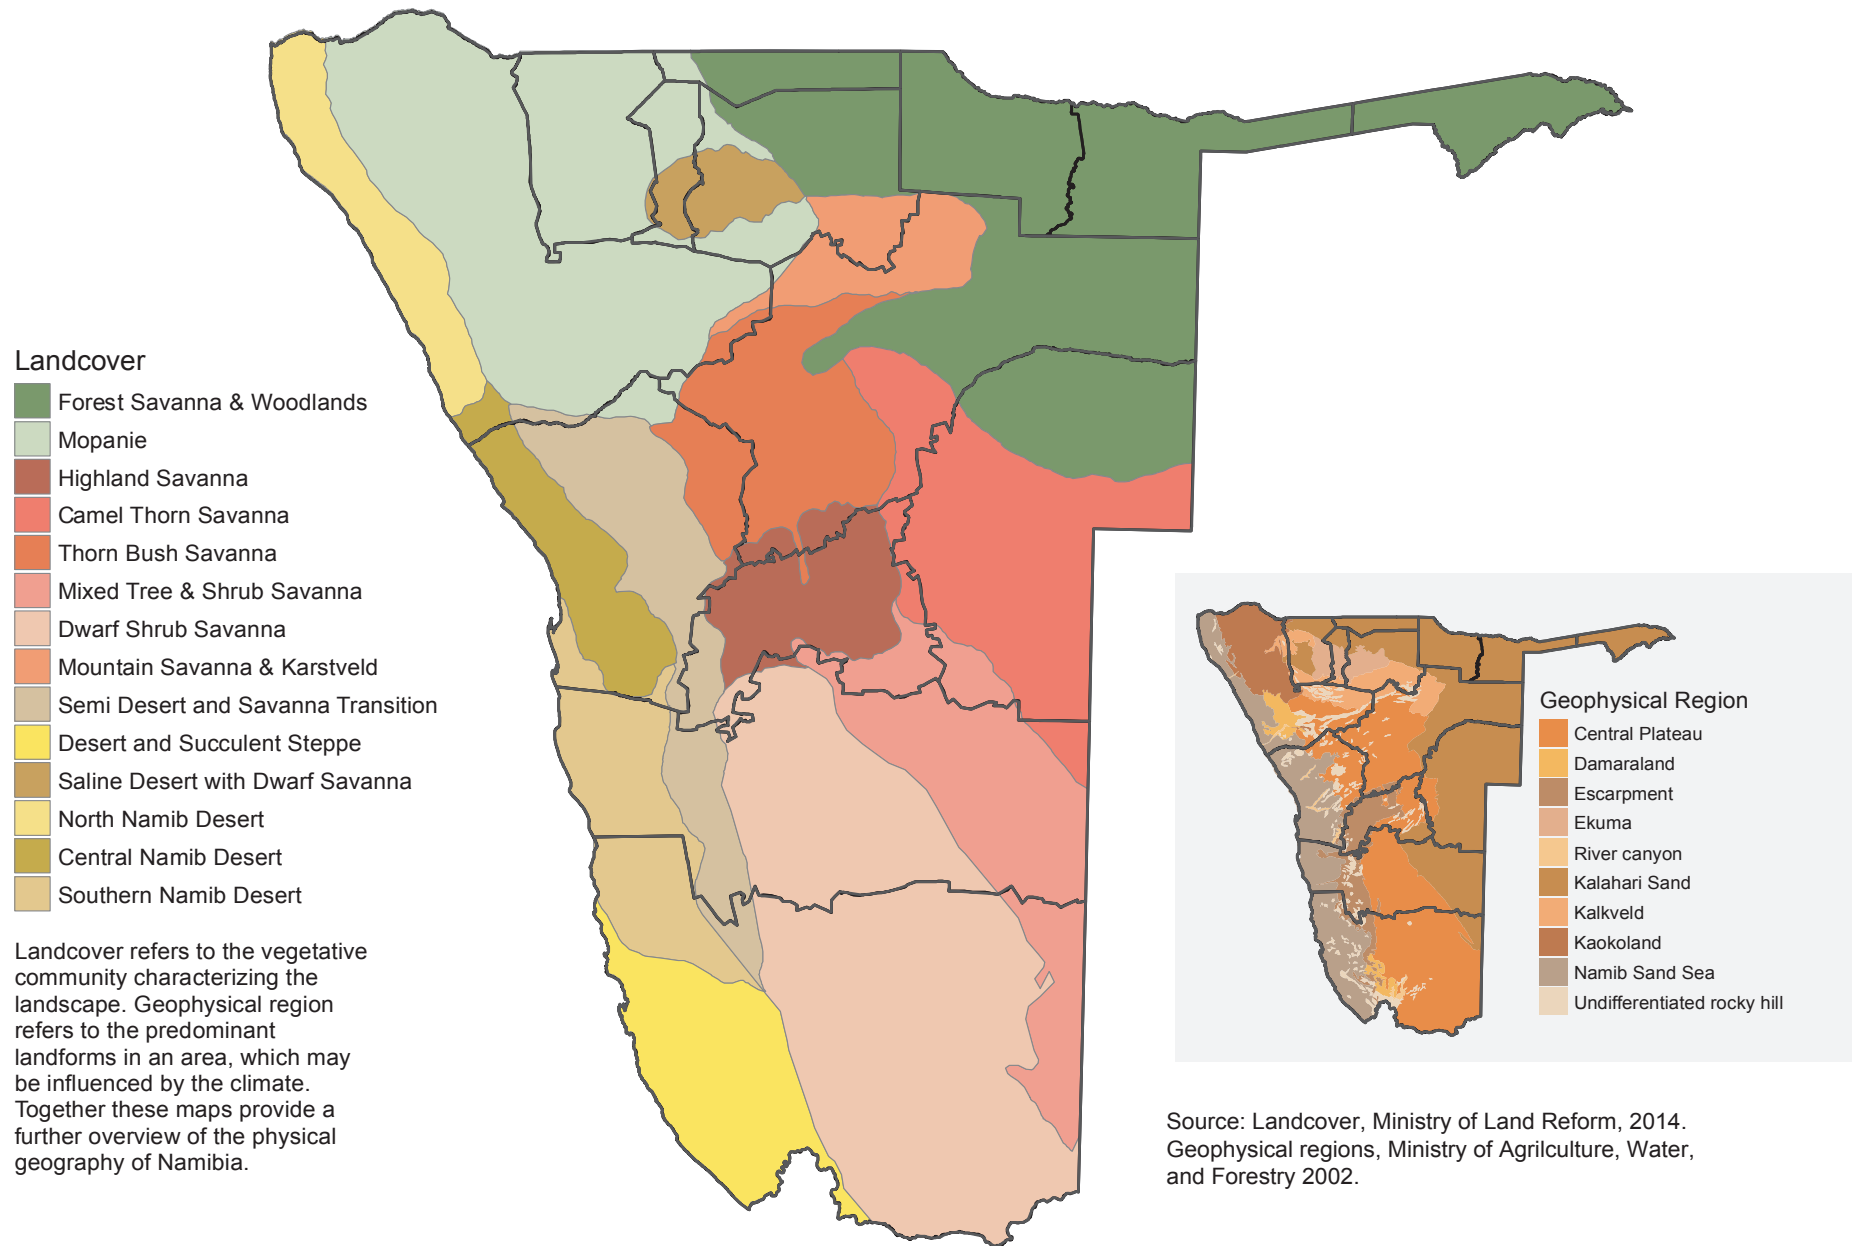 Landcover
Forest Savanna & Woodlands
Mopanie
Highland Savanna
Camel Thorn Savanna
Thorn Bush Savanna
Mixed Tree & Shrub Savanna
Dwarf Shrub Savanna
Mountain Savanna & Karstveld
Semi Desert and Savanna Transition
Desert and Succulent Steppe
Saline Desert with Dwarf Savanna
North Namib Desert
Central Namib Desert
Southern Namib Desert
Landcover refers to the vegetative
community characterizing the
landscape. Geophysical region
refers to the predominant
landforms in an area, which may
be influenced by the climate.
Together these maps provide a
further overview of the physical
geography of Namibia.
Geophysical Region
Central Plateau
Damaraland
Escarpment
Ekuma
River canyon
Kalahari Sand
Kalkveld
Kaokoland
Namib Sand Sea
Undifferentiated rocky hill
Source: Landcover, Ministry of Land Reform, 2014.
Geophysical regions, Ministry of Agrilculture, Water,
and Forestry 2002.